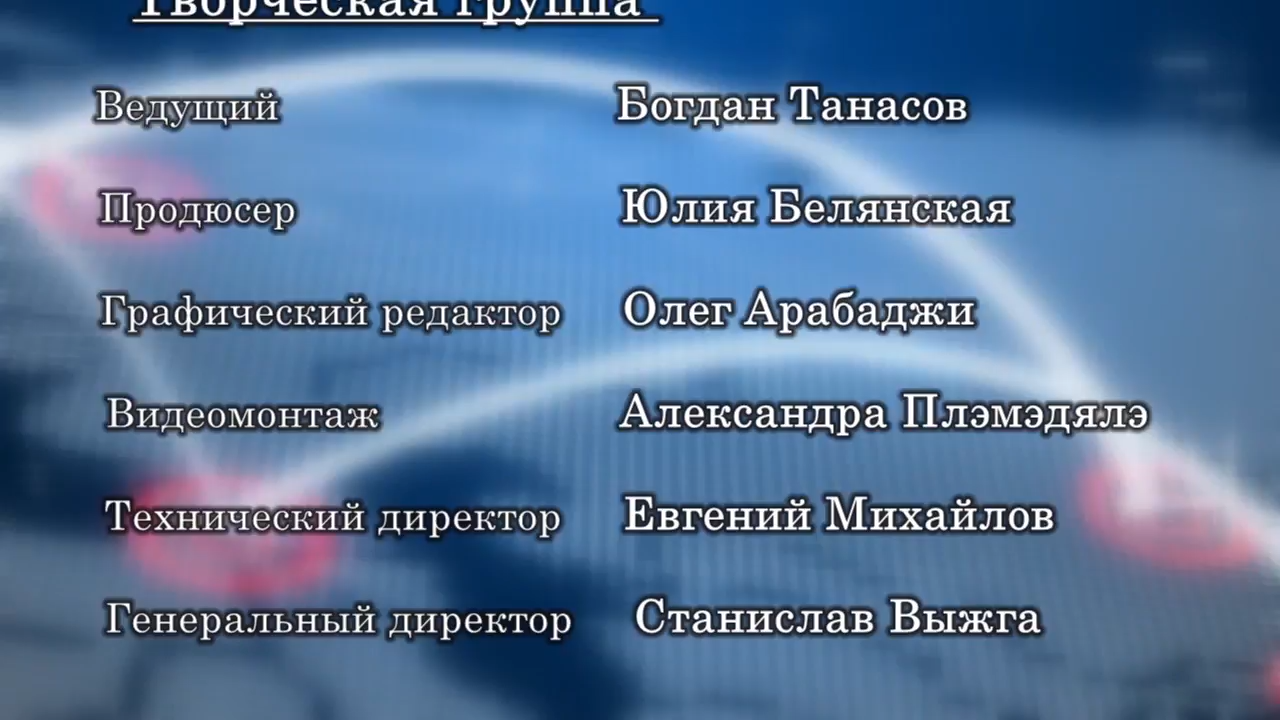 Творческая группа
Ведущий Богдан Танасов
Продюсер Юлия Белянская
Графический редактор Олег Арабаджи
Видеомонтаж Александра Плэмэдялэ
Технический директор Евгений Михайлов
Генеральный директор Станислав Выжга